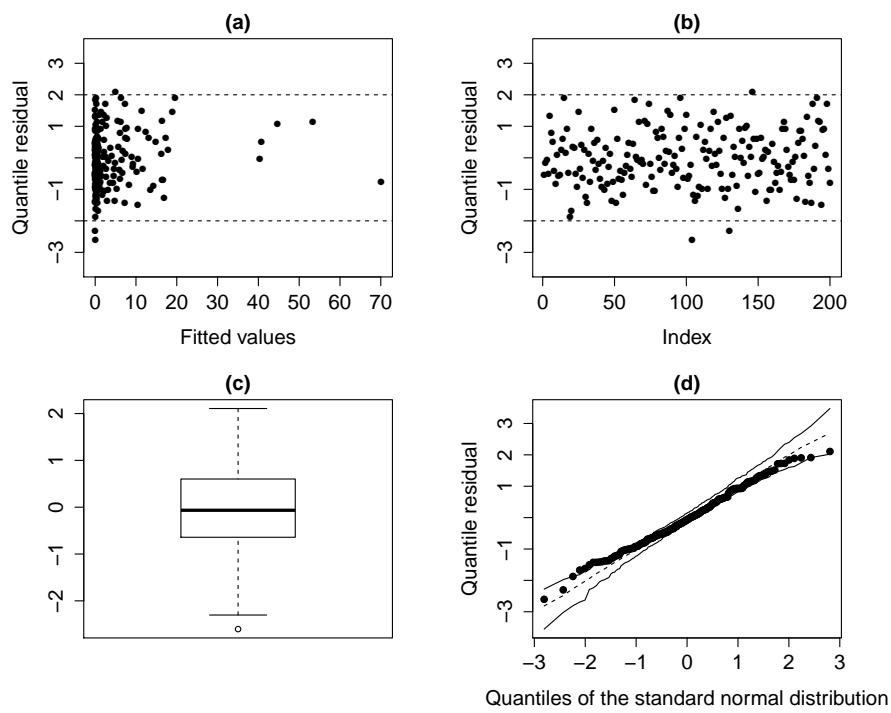 (a)
Quantile residual
3
2
1
−1
−3
0 10 20 30 40 50 60 70
Fitted values
(b)
Quantile residual
3
2
1
−1
−3
0 50 100 150 200
Index
(c)
2
1
0
−1
−2
(d)
Quantile residual
3
2
1
−1
−3
−3 −2 −1 0 1 2 3
Quantiles of the standard normal distribution